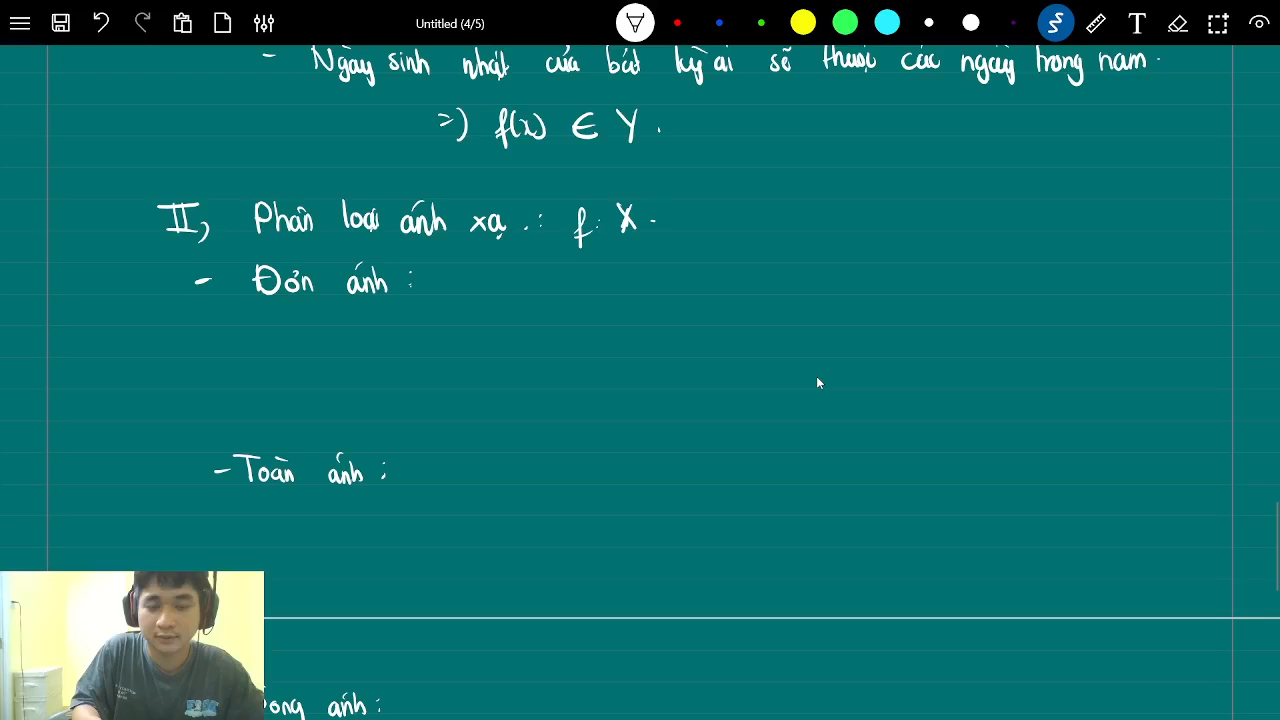 Untitled (4/5)
- Ngày sinh nhật của bất kỳ ai sẽ thuộc các ngày trong nam.
=) f(x) ∈ Y.
II, Phân loại ánh xạ : f: X
- Đơn ánh :
- Toàn ánh :
ong ánh :